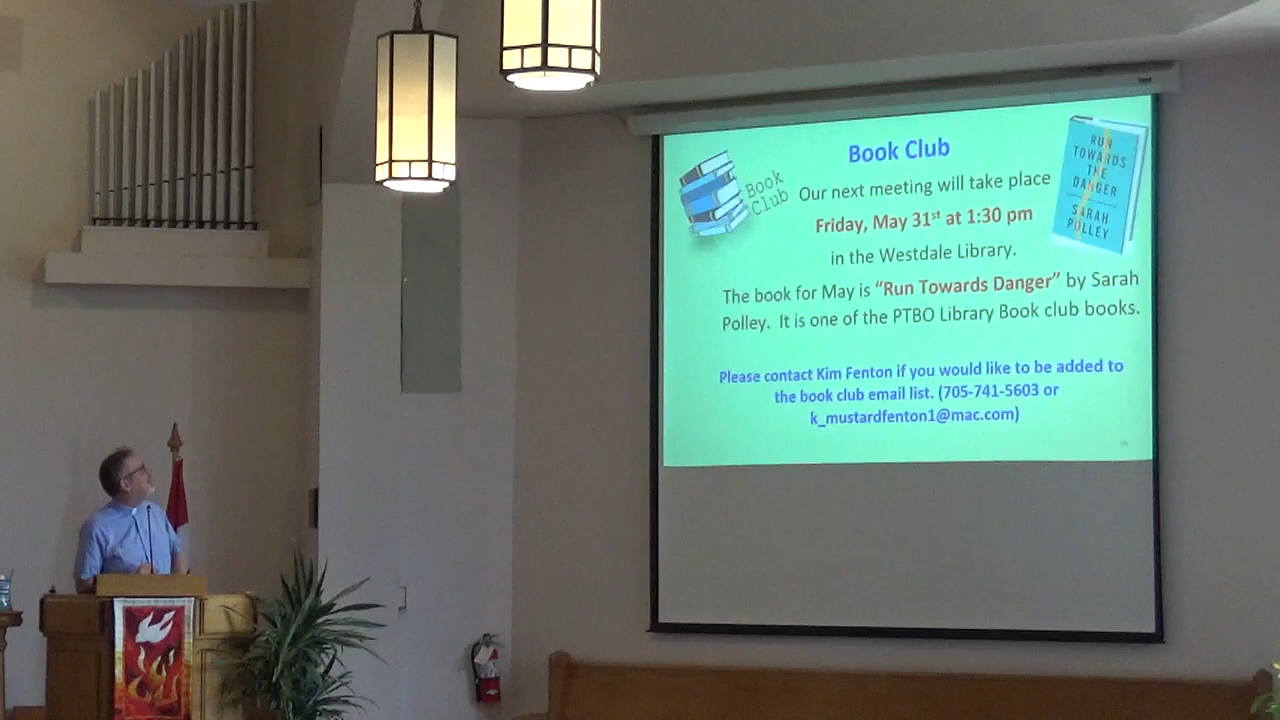 Book Club
Book
Club
Our next meeting will take place
Friday, May 31st at 1:30 pm
in the Westdale Library.
RUN
TOWARDS
THE
DANGER
SARAH
POLLEY
The book for May is “Run Towards Danger” by Sarah
Polley. It is one of the PTBO Library Book club books.
Please contact Kim Fenton if you would like to be added to
the book club email list. (705-741-5603 or
k_mustardfenton1@mac.com)